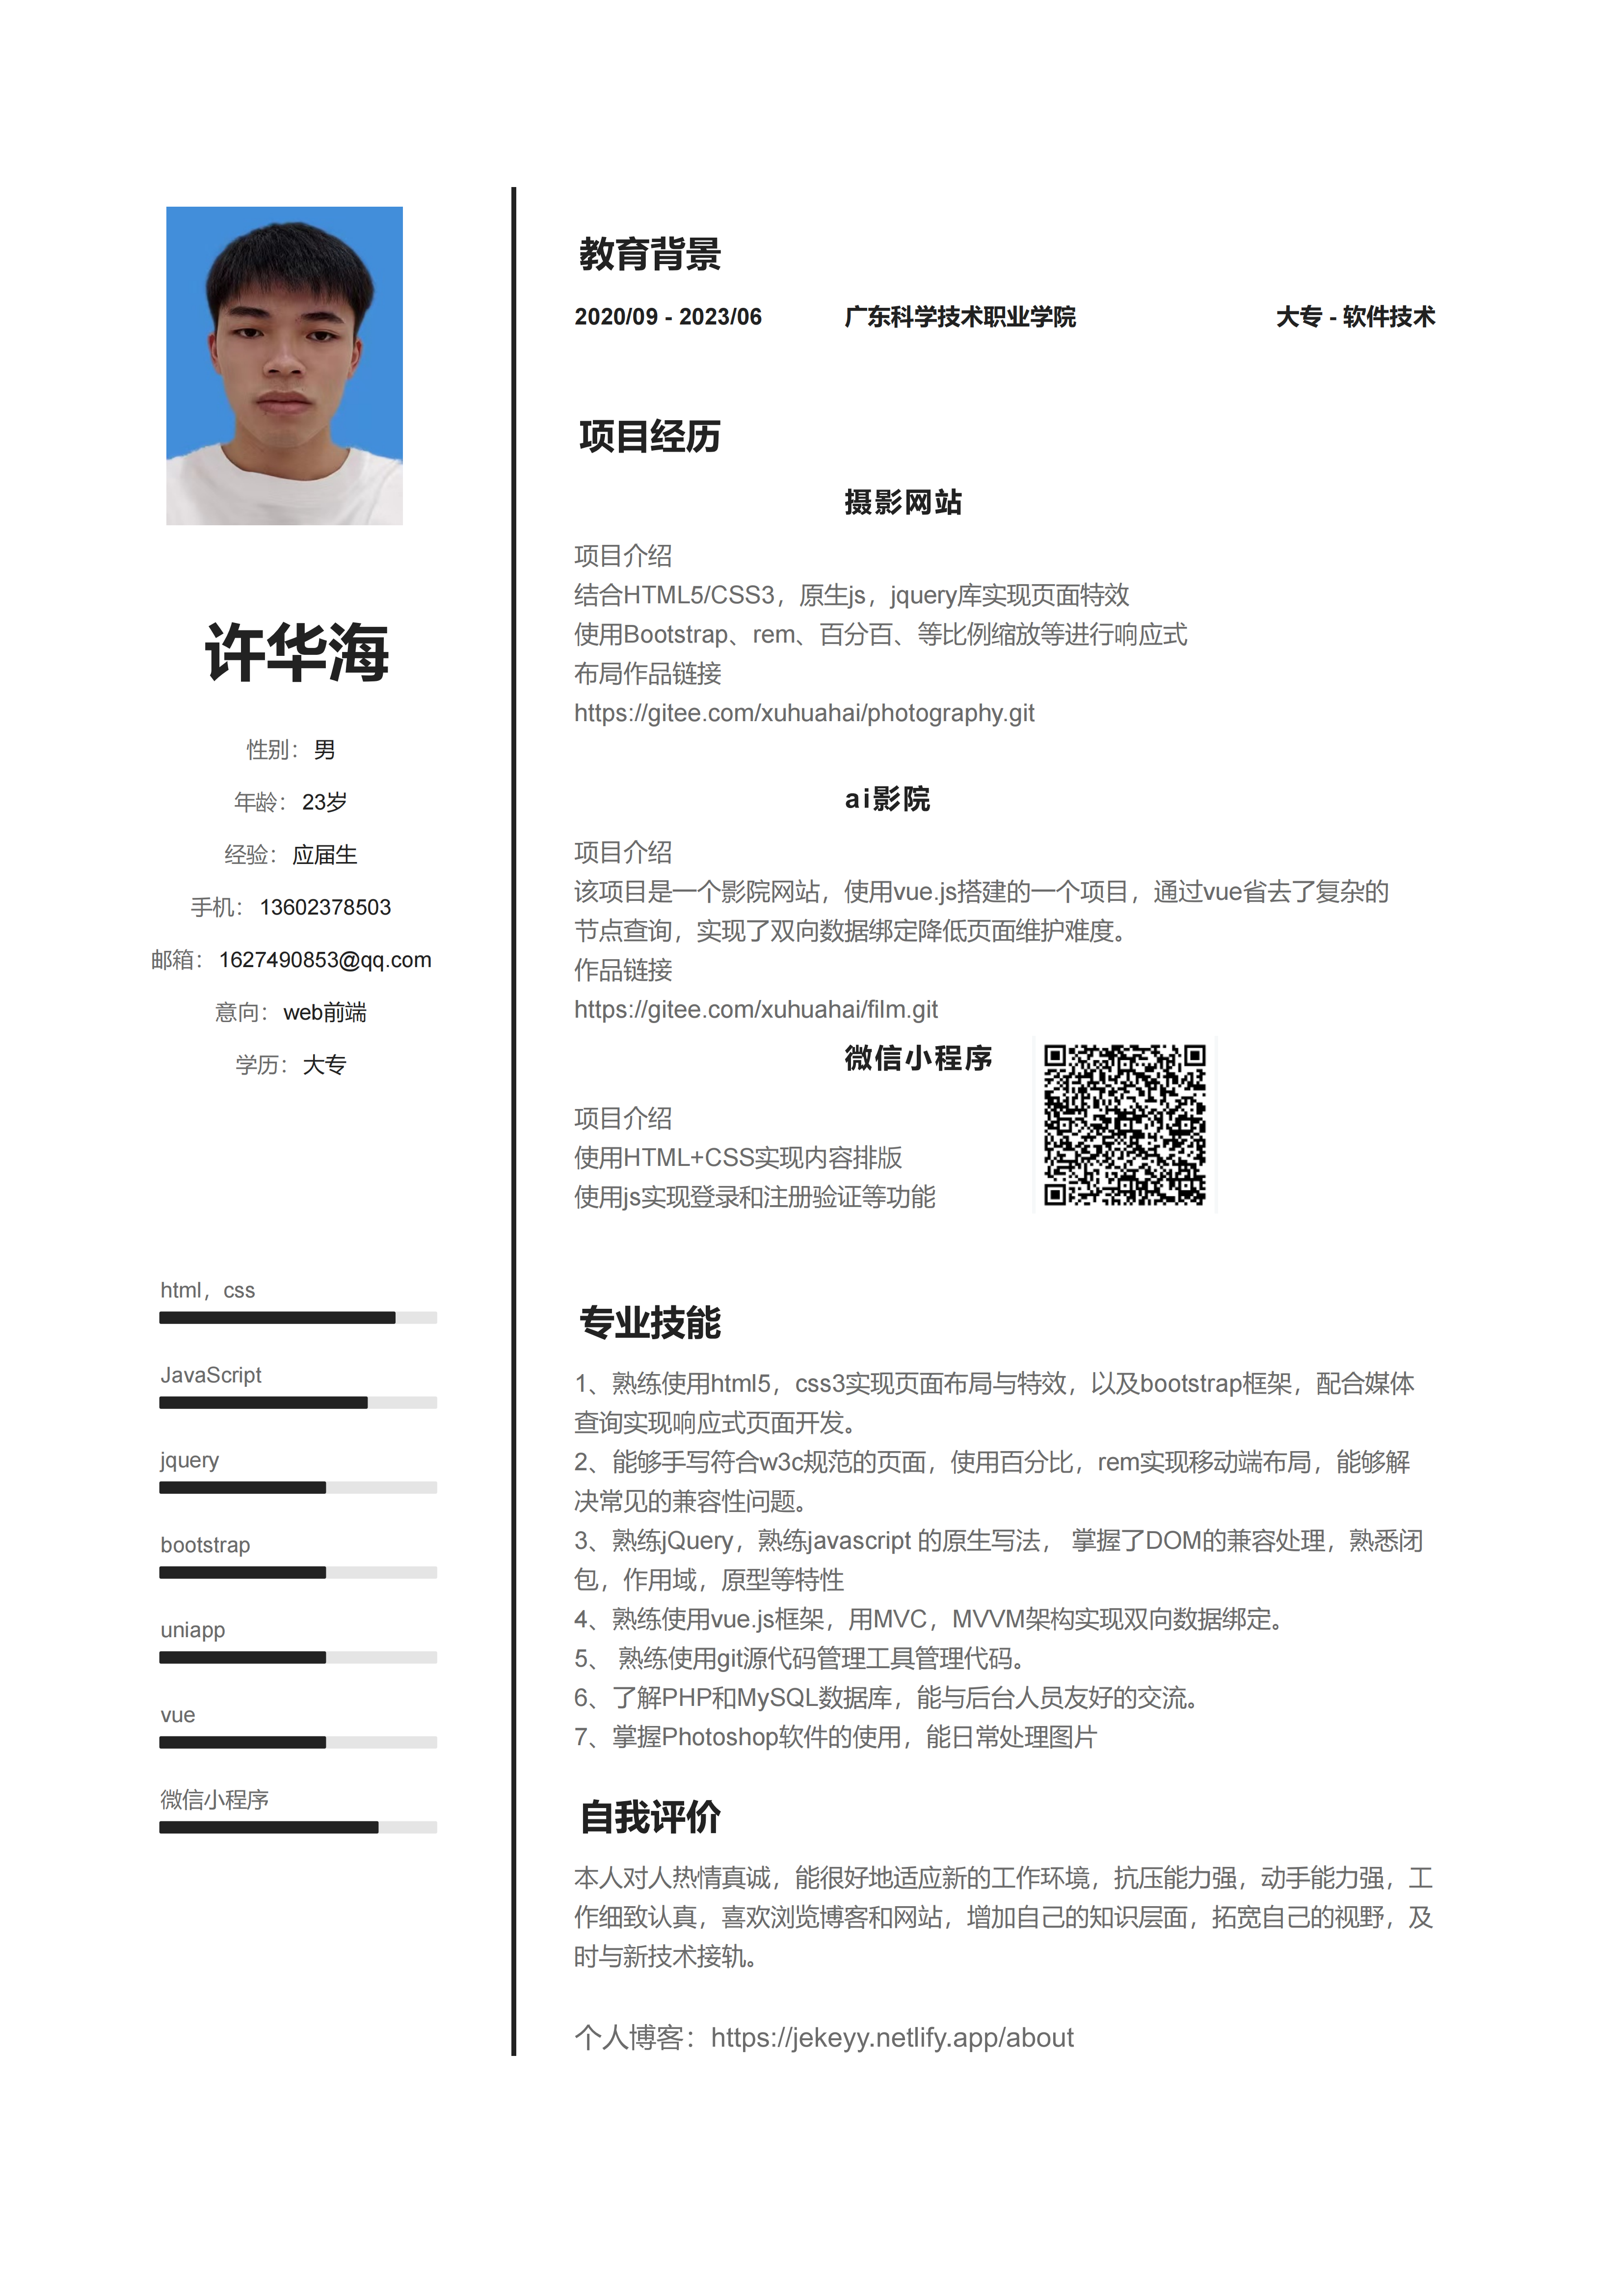 许华海
性别：男
年龄：23岁
经验：应届生
手机：13602378503
邮箱：1627490853@qq.com
意向：web前端
学历：大专
html，css
JavaScript
jquery
bootstrap
uniapp
vue
微信小程序
教育背景
2020/09 - 2023/06 广东科学技术职业学院 大专 - 软件技术
项目经历
摄影网站
项目介绍
结合HTML5/CSS3，原生js，jquery库实现页面特效
使用Bootstrap、rem、百分百、等比例缩放等进行响应式
布局作品链接
https://gitee.com/xuhuahai/photography.git
ai影院
项目介绍
该项目是一个影院网站，使用vue.js搭建的一个项目，通过vue省去了复杂的
节点查询，实现了双向数据绑定降低页面维护难度。
作品链接
https://gitee.com/xuhuahai/film.git
微信小程序
项目介绍
使用HTML+CSS实现内容排版
使用js实现登录和注册验证等功能
专业技能
1、熟练使用html5，css3实现页面布局与特效，以及bootstrap框架，配合媒体
查询实现响应式页面开发。
2、能够手写符合w3c规范的页面，使用百分比，rem实现移动端布局，能够解
决常见的兼容性问题。
3、熟练jQuery，熟练javascript 的原生写法， 掌握了DOM的兼容处理，熟悉闭
包，作用域，原型等特性
4、熟练使用vue.js框架，用MVC，MVVM架构实现双向数据绑定。
5、 熟练使用git源代码管理工具管理代码。
6、了解PHP和MySQL数据库，能与后台人员友好的交流。
7、掌握Photoshop软件的使用，能日常处理图片
自我评价
本人对人热情真诚，能很好地适应新的工作环境，抗压能力强，动手能力强，工
作细致认真，喜欢浏览博客和网站，增加自己的知识层面，拓宽自己的视野，及
时与新技术接轨。
个人博客：https://jekeyy.netlify.app/about